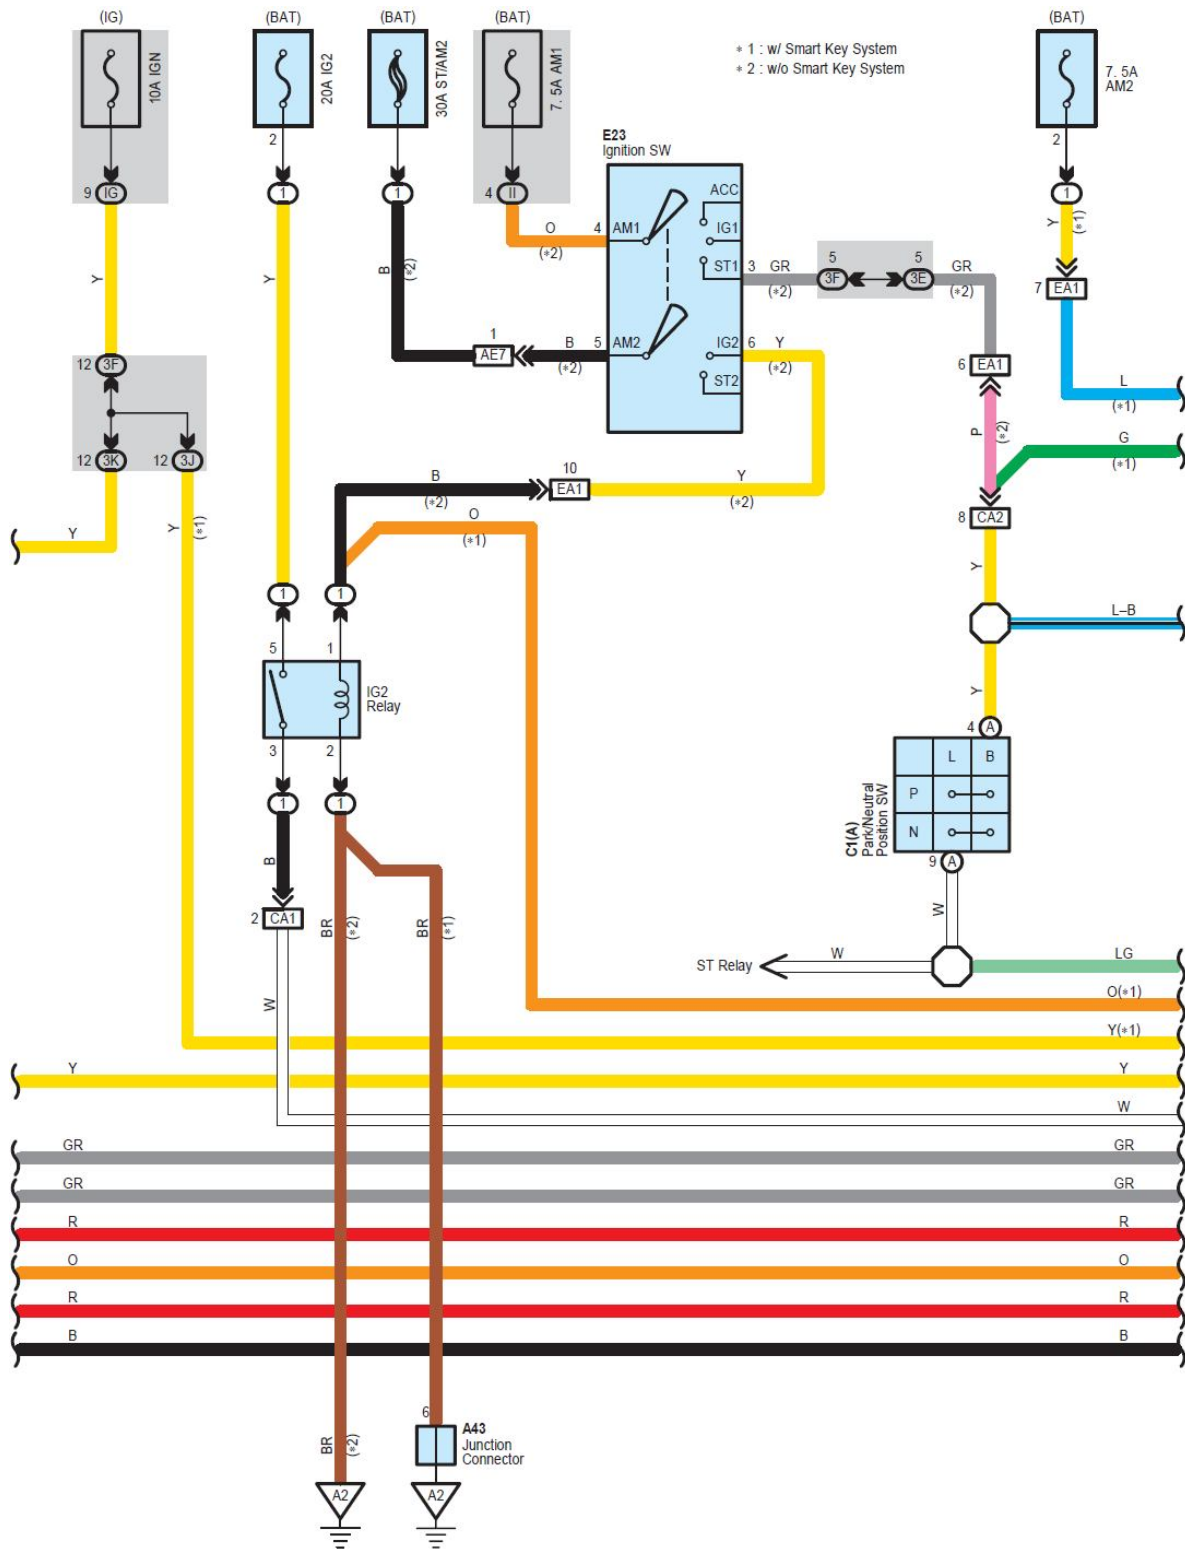 (IG)
(BAT)
(BAT)
(BAT)
(BAT)
10A IGN
20A IG2
30A ST/AM2
7. 5A AM1
* 1 : w/ Smart Key System
* 2 : w/o Smart Key System
7. 5A
AM2
2
2
E23
Ignition SW
9 IG
1
1
4 II
1
ACC
O
(*2)
4 AM1
IG1
Y
(*1)
Y
Y
B
(*2)
ST1
3 GR
(*2)
5
3F
5
3E
GR
(*2)
7 EA1
1
AE7
B
(*2)
5 AM2
IG2
6 Y
(*2)
ST2
12 3F
6 EA1
L
(*1)
P
(*2)
G
(*1)
12 3K
12 3J
B
(*2)
10
EA1
Y
(*2)
O
(*1)
8 CA2
Y
Y
(*1)
Y
1
1
L–B
5
1
IG2
Relay
Y
3
2
4 A
L B
P
N
C1(A)
Park/Neutral
Position SW
1
1
B
9 A
2 CA1
BR
(*2)
BR
(*1)
W
ST Relay
W
LG
W
O(*1)
Y(*1)
Y
Y
W
GR
GR
GR
GR
R
R
O
O
R
R
B
B
6
A43
Junction
Connector
BR
(*2)
A2
A2